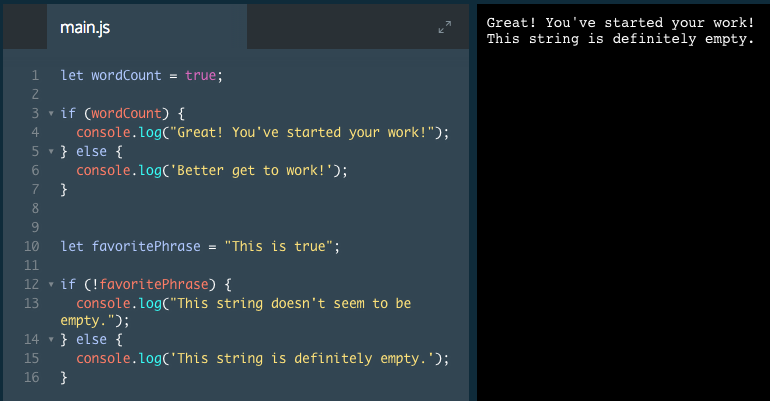 main.js
1 let wordCount = true;
2
3 if (wordCount) {
4 console.log("Great! You've started your work!");
5 } else {
6 console.log('Better get to work!');
7 }
8
9
10 let favoritePhrase = "This is true";
11
12 if (!favoritePhrase) {
13 console.log("This string doesn't seem to be
empty.");
14 } else {
15 console.log('This string is definitely empty.');
16 }
Great! You've started your work!
This string is definitely empty.